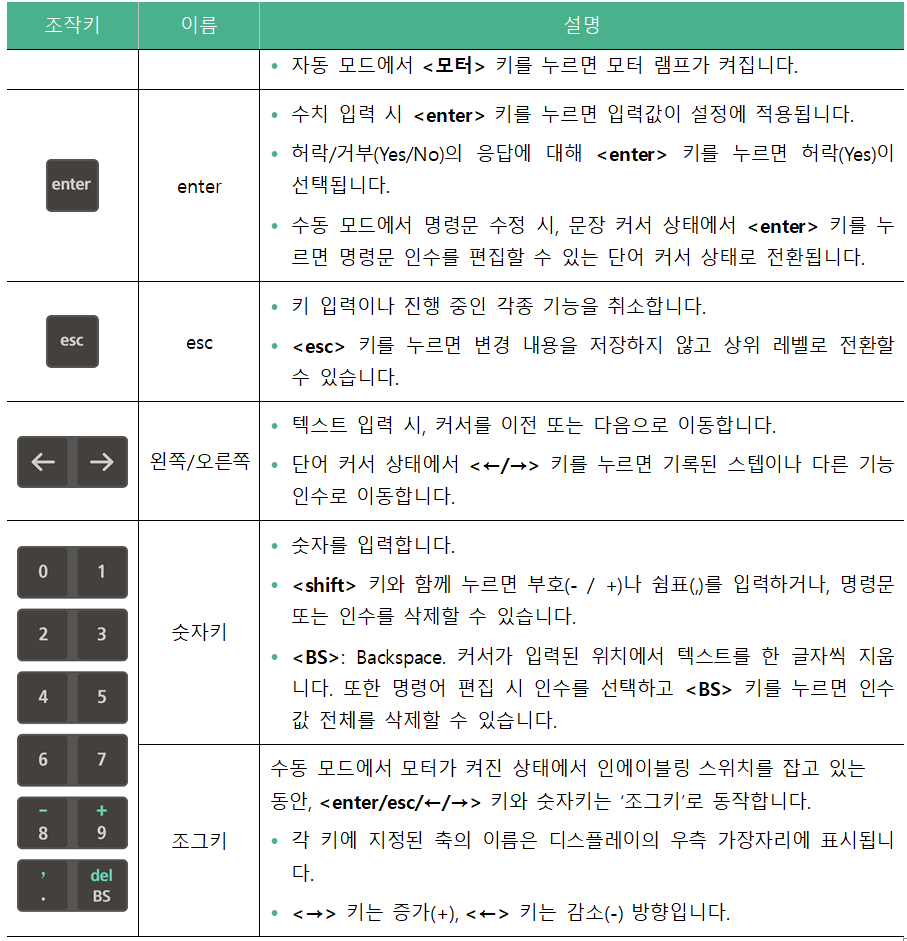 조작키 이름 설명
• 자동 모드에서 <모터> 키를 누르면 모터 램프가 켜집니다.
enter
enter
• 수치 입력 시 <enter> 키를 누르면 입력값이 설정에 적용됩니다.
• 허락/거부(Yes/No)의 응답에 대해 <enter> 키를 누르면 허락(Yes)이
선택됩니다.
• 수동 모드에서 명령문 수정 시, 문장 커서 상태에서 <enter> 키를 누
르면 명령문 인수를 편집할 수 있는 단어 커서 상태로 전환됩니다.
esc
esc
• 키 입력이나 진행 중인 각종 기능을 취소합니다.
• <esc> 키를 누르면 변경 내용을 저장하지 않고 상위 레벨로 전환할
수 있습니다.
← →
왼쪽/오른쪽
• 텍스트 입력 시, 커서를 이전 또는 다음으로 이동합니다.
• 단어 커서 상태에서 <←/→> 키를 누르면 기록된 스텝이나 다른 기능
인수로 이동합니다.
0 1
2 3
4 5
6 7
- +
8 9
, del
. BS
숫자키
• 숫자를 입력합니다.
• <shift> 키와 함께 누르면 부호(- / +)나 쉼표(,)를 입력하거나, 명령문
또는 인수를 삭제할 수 있습니다.
• <BS>: Backspace. 커서가 입력된 위치에서 텍스트를 한 글자씩 지웁
니다. 또한 명령어 편집 시 인수를 선택하고 <BS> 키를 누르면 인수
값 전체를 삭제할 수 있습니다.
조그키
수동 모드에서 모터가 켜진 상태에서 인에이블링 스위치를 잡고 있는
동안, <enter/esc/←/→> 키와 숫자키는 ‘조그키’로 동작합니다.
• 각 키에 지정된 축의 이름은 디스플레이의 우측 가장자리에 표시됩니
다.
• <→> 키는 증가(+), <←> 키는 감소(-) 방향입니다.